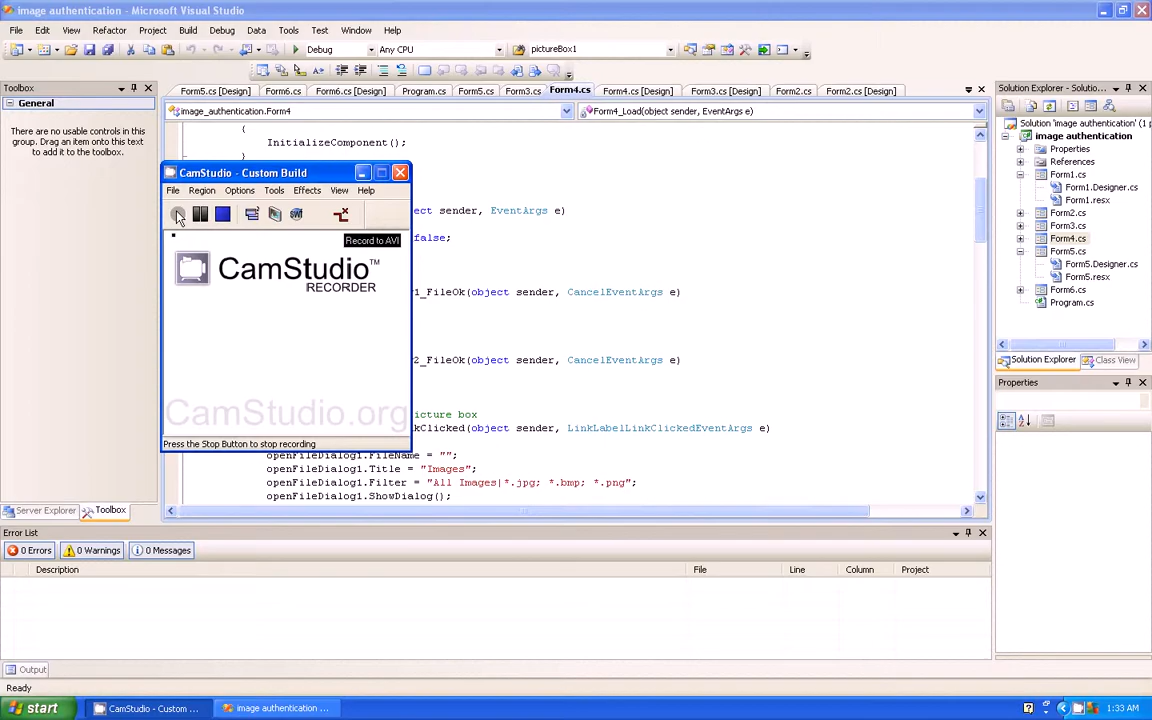 image authentication - Microsoft Visual Studio
File Edit View Refactor Project Build Debug Data Tools Test Window Help
Debug Any CPU pictureBox1
Toolbox
General
There are no usable controls in this
group. Drag an item onto this text
to add it to the toolbox.
Server Explorer Toolbox
Form5.cs [Design] Form6.cs Form6.cs [Design] Program.cs Form5.cs Form3.cs Form4.cs Form4.cs [Design] Form3.cs [Design] Form2.cs Form2.cs [Design]
image_authentication.Form4 Form4_Load(object sender, EventArgs e)
{
InitializeComponent();
}
ect sender, EventArgs e)
false;
1_FileOk(object sender, CancelEventArgs e)
2_FileOk(object sender, CancelEventArgs e)
icture box
kClicked(object sender, LinkLabelLinkClickedEventArgs e)
openFileDialog1.FileName = "";
openFileDialog1.Title = "Images";
openFileDialog1.Filter = "All Images|*.jpg; *.bmp; *.png";
openFileDialog1.ShowDialog();
CamStudio - Custom Build
File Region Options Tools Effects View Help
Record to AVI
CamStudio™
RECORDER
CamStudio.org
Press the Stop Button to stop recording
Solution Explorer - Solutio...
Solution 'image authentication' (1 p
image authentication
Properties
References
Form1.cs
Form1.Designer.cs
Form1.resx
Form2.cs
Form3.cs
Form4.cs
Form5.cs
Form5.Designer.cs
Form5.resx
Form6.cs
Program.cs
Solution Explorer Class View
Properties
Error List
0 Errors 0 Warnings 0 Messages
Description File Line Column Project
Output
Ready
start CamStudio - Custom ... image authentication ... 1:33 AM